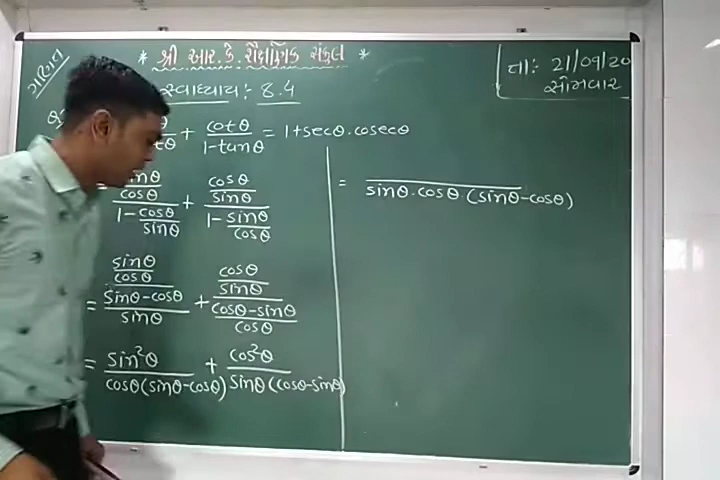 ગણિત
* શ્રી આર.કે. શૈક્ષણિક સંકુલ *
તા: 21/09/20
સોમવાર
સ્વાધ્યાય: 8.4
+ cotθ/1-tanθ = 1+secθ.cosecθ
cosθ/1-cosθ/sinθ + cosθ/sinθ/1-sinθ/cosθ
= sinθ/cosθ/sinθ-cosθ/sinθ + cosθ/sinθ/cosθ-sinθ/cosθ
= sin²θ/cosθ(sinθ-cosθ) + cos²θ/sinθ(cosθ-sinθ)
= /sinθ.cosθ(sinθ-cosθ)